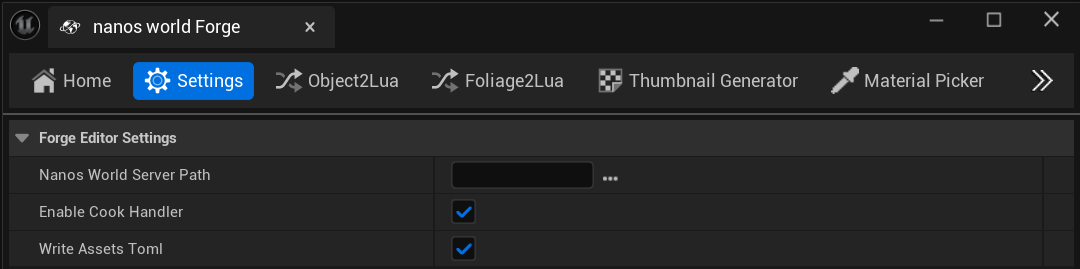 nanos world Forge
Home Settings Object2Lua Foliage2Lua Thumbnail Generator Material Picker
Forge Editor Settings
Nanos World Server Path
Enable Cook Handler
Write Assets Toml